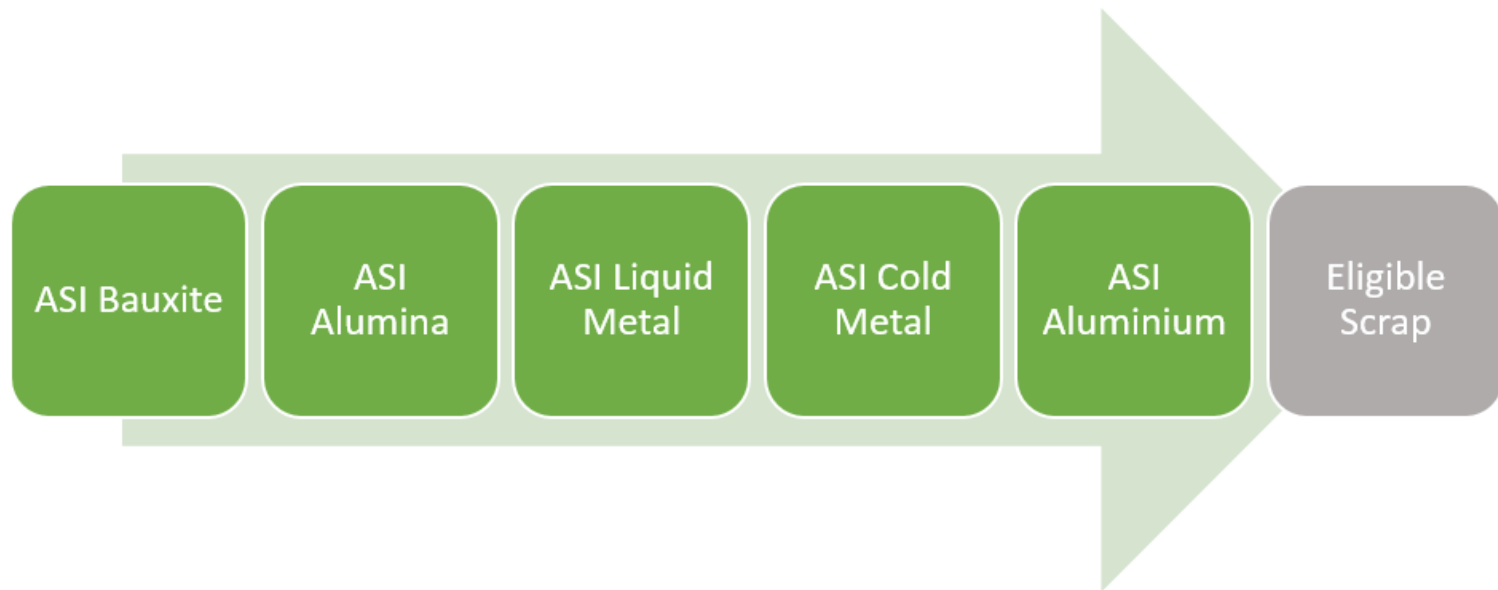 ASI Bauxite
ASI
Alumina
ASI Liquid
Metal
ASI Cold
Metal
ASI
Aluminium
Eligible
Scrap